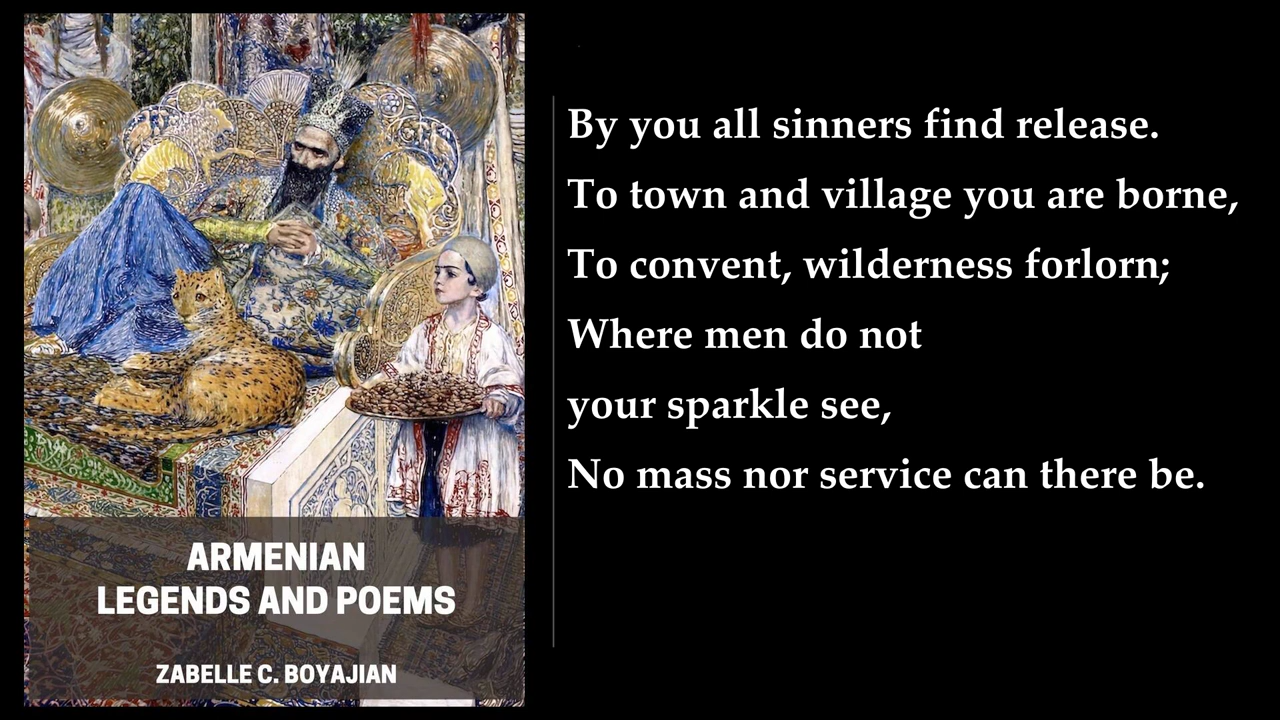 By you all sinners find release.
To town and village you are borne,
To convent, wilderness forlorn;
Where men do not
your sparkle see,
No mass nor service can there be.
ARMENIAN
LEGENDS AND POEMS
ZABELLE C. BOYAJIAN